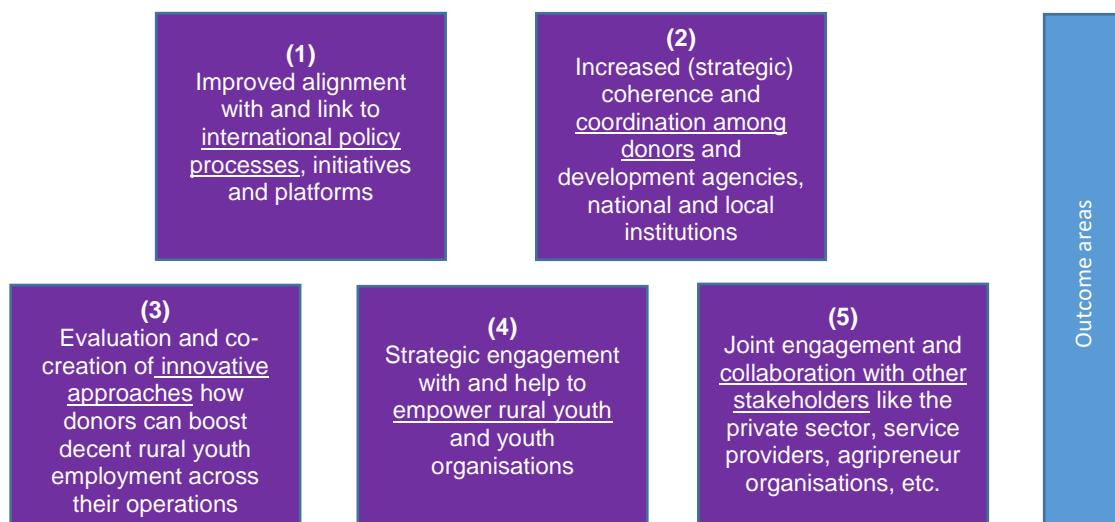 (1)
Improved alignment
with and link to
international policy
processes, initiatives
and platforms
(2)
Increased (strategic)
coherence and
coordination among
donors and
development agencies,
national and local
institutions
(3)
Evaluation and co-
creation of innovative
approaches how
donors can boost
decent rural youth
employment across
their operations
(4)
Strategic engagement
with and help to
empower rural youth
and youth
organisations
(5)
Joint engagement and
collaboration with other
stakeholders like the
private sector, service
providers, agripreneur
organisations, etc.
Outcome areas